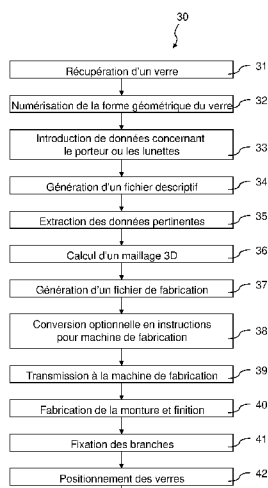 30
Récupération d'un verre
31
Numérisation de la forme géométrique du verre
32
Introduction de données concernant
le porteur ou les lunettes
33
Génération d'un fichier descriptif
34
Extraction des données pertinentes
35
Calcul d'un maillage 3D
36
Génération d'un fichier de fabrication
37
Conversion optionnelle en instructions
pour machine de fabrication
38
Transmission à la machine de fabrication
39
Fabrication de la monture et finition
40
Fixation des branches
41
Positionnement des verres
42